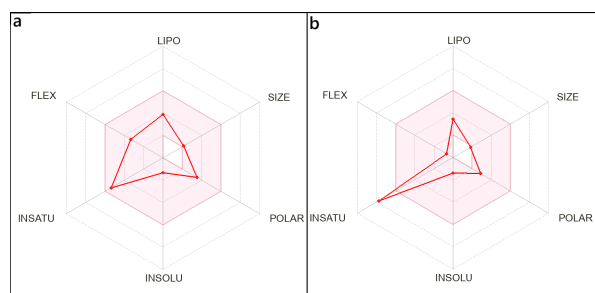 a
LIPO
FLEX
SIZE
INSATU
POLAR
INSOLU
b
LIPO
FLEX
SIZE
INSATU
POLAR
INSOLU